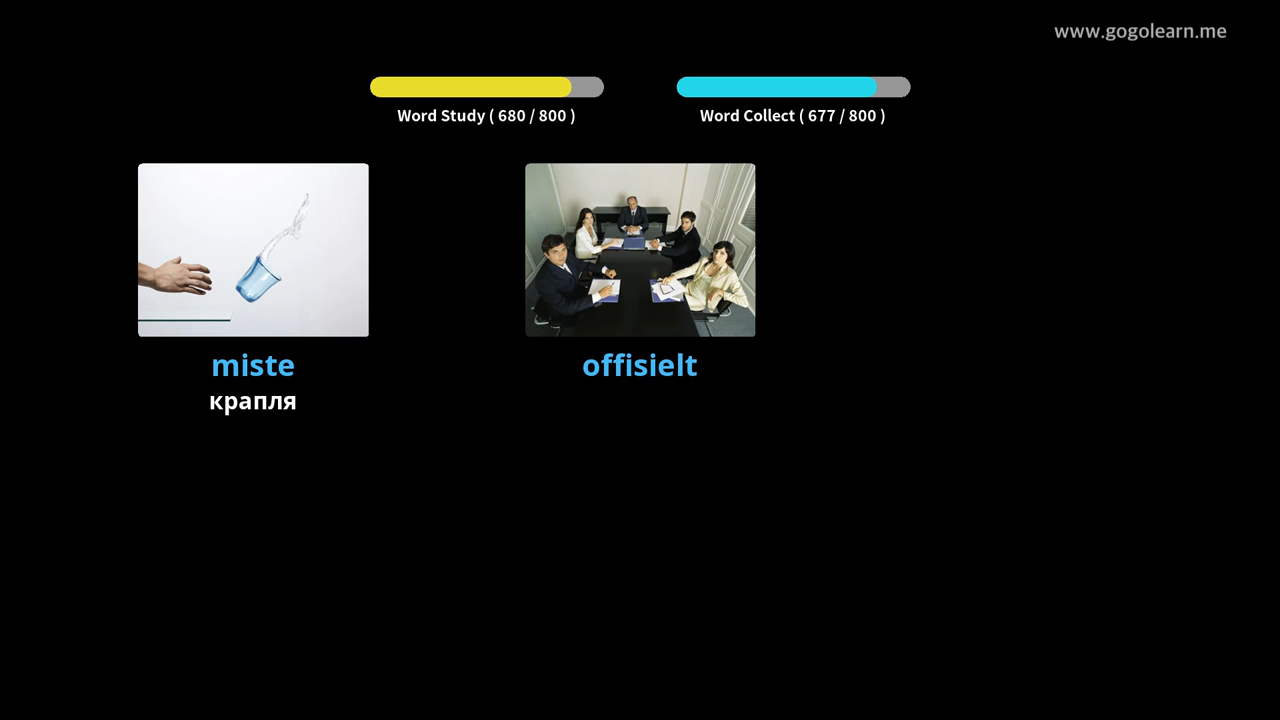 www.gogolearn.me
Word Study ( 680 / 800 )
Word Collect ( 677 / 800 )
miste
offisielt
крапля